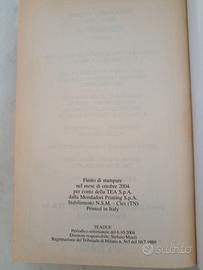 Finito di stampare
nel mese di ottobre 2004
per conto della TEA S.p.A.
dalla Mondadori Printing S.p.A.
Stabilimento N.S.M. - Cles (TN)
Printed in Italy
TEADUE
Periodico settimanale del 6.10.2004
Direttore responsabile: Stefano Mauri
Registrazione del Tribunale di Milano n. 565 del 10.7.1989
subito